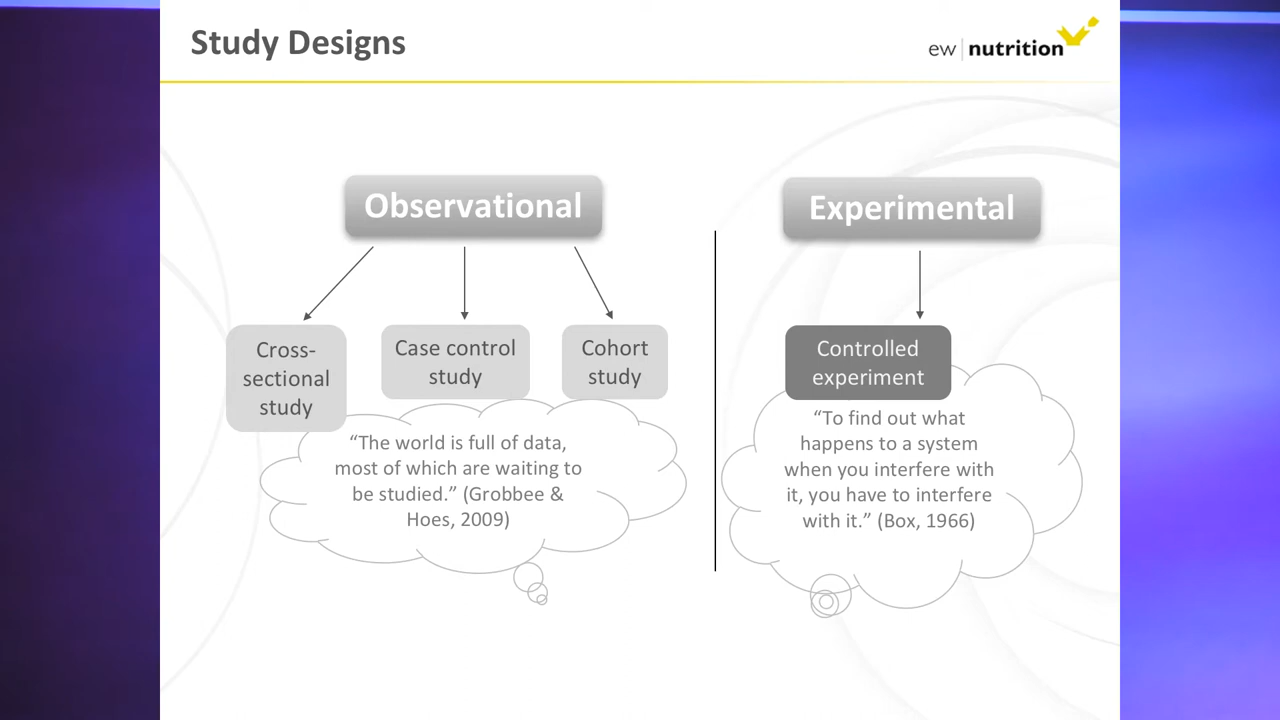 Study Designs
ew | nutrition
Observational
Experimental
Cross-
sectional
study
Case control
study
Cohort
study
Controlled
experiment
“The world is full of data,
most of which are waiting to
be studied.” (Grobbee &
Hoes, 2009)
“To find out what
happens to a system
when you interfere with
it, you have to interfere
with it.” (Box, 1966)